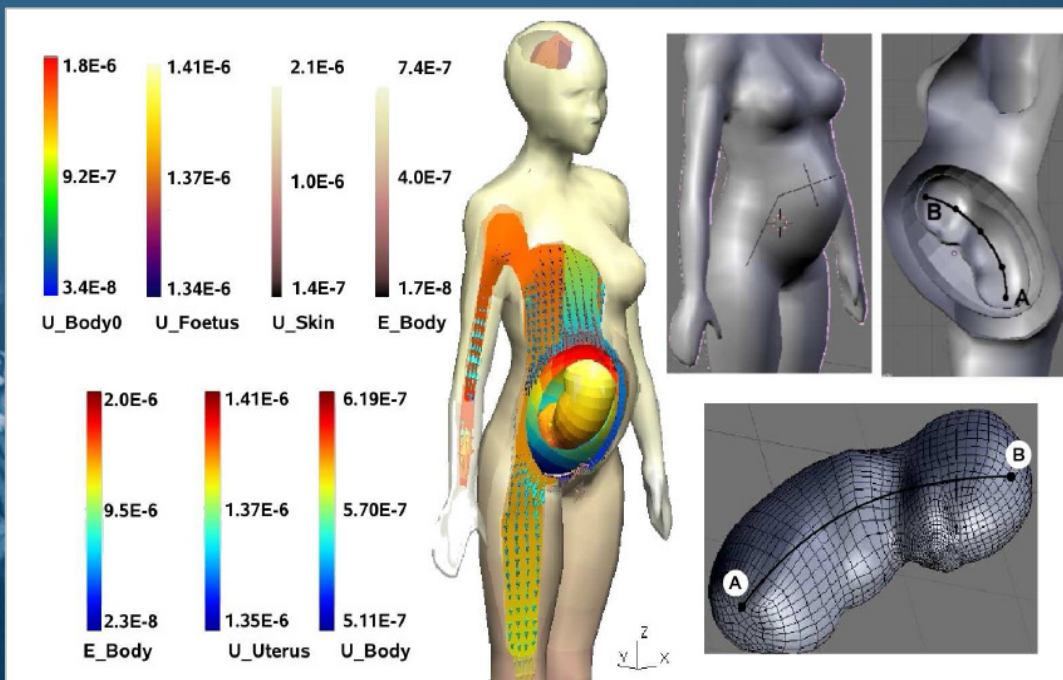 1.8E-6
9.2E-7
3.4E-8
U_Body0
1.41E-6
1.37E-6
1.34E-6
U_Foetus
2.1E-6
1.0E-6
1.4E-7
U_Skin
7.4E-7
4.0E-7
1.7E-8
E_Body
2.0E-6
9.5E-6
2.3E-8
E_Body
1.41E-6
1.37E-6
1.35E-6
U_Uterus
6.19E-7
5.70E-7
5.11E-7
U_Body
Z
Y X
B
A
B
A